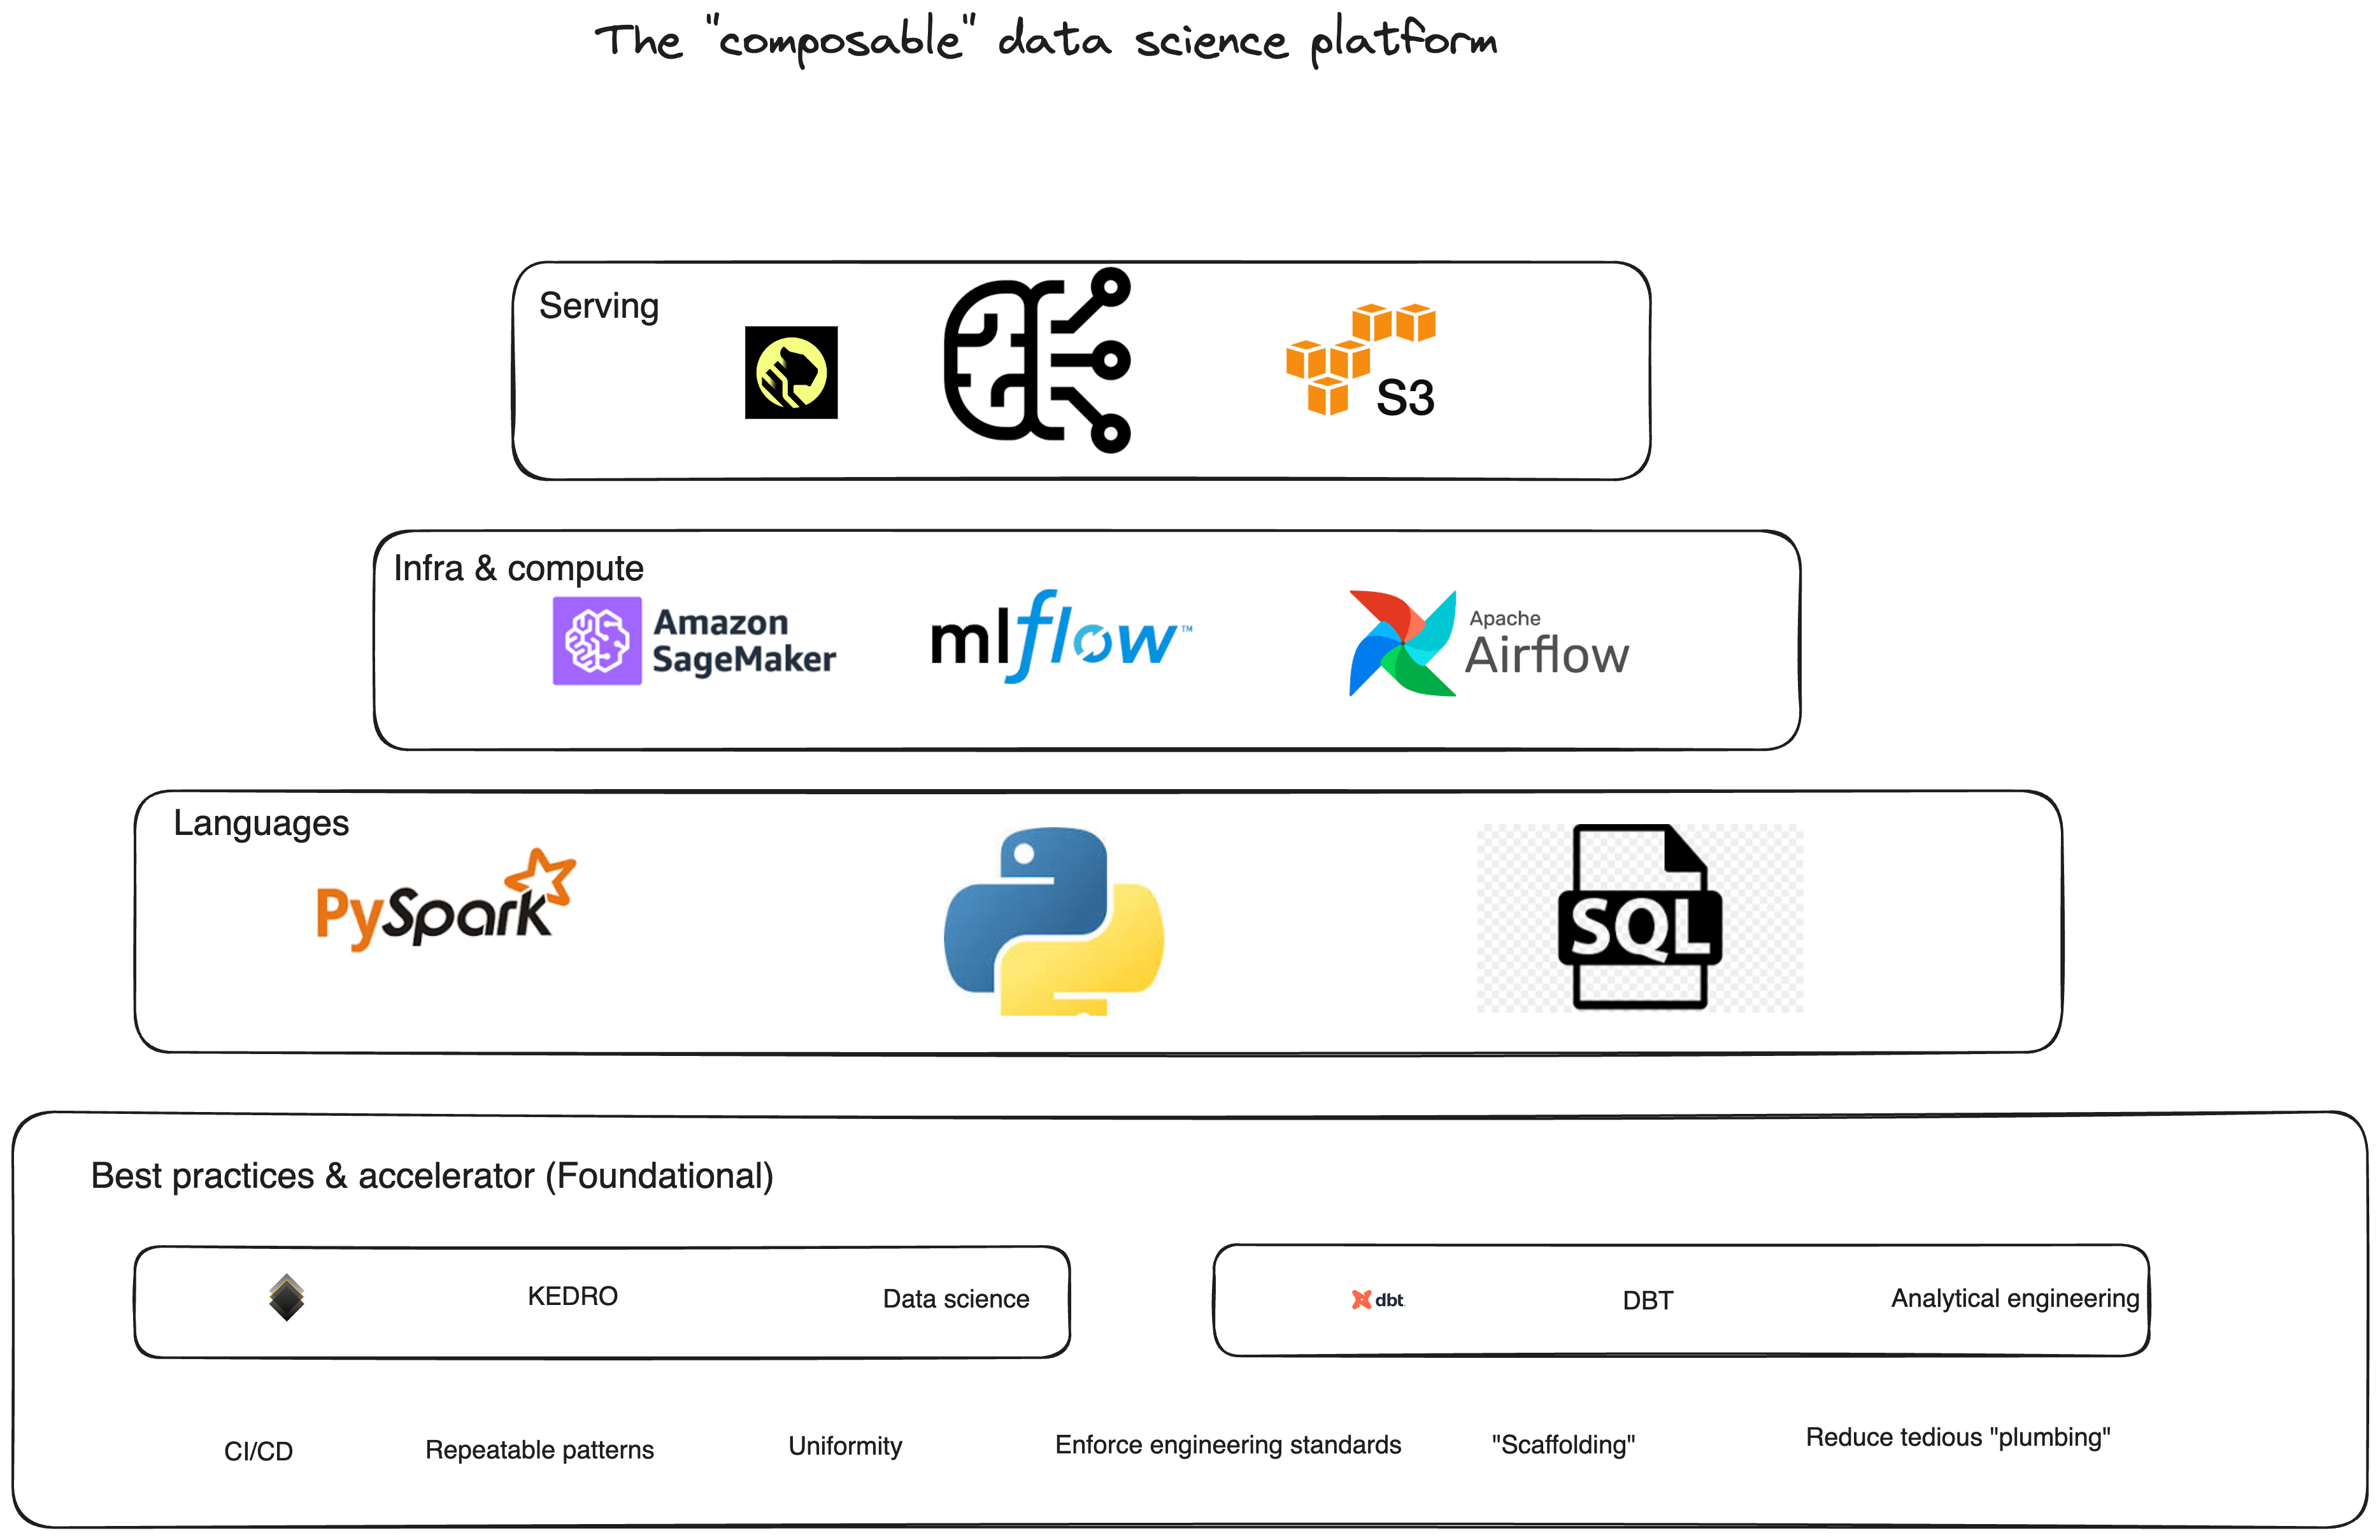 The "composable" data science platform
Serving
S3
Infra & compute
Amazon
SageMaker
mlflow™
Apache
Airflow
Languages
PySpark
SQL
Best practices & accelerator (Foundational)
KEDRO
Data science
dbt
DBT
Analytical engineering
CI/CD
Repeatable patterns
Uniformity
Enforce engineering standards
"Scaffolding"
Reduce tedious "plumbing"